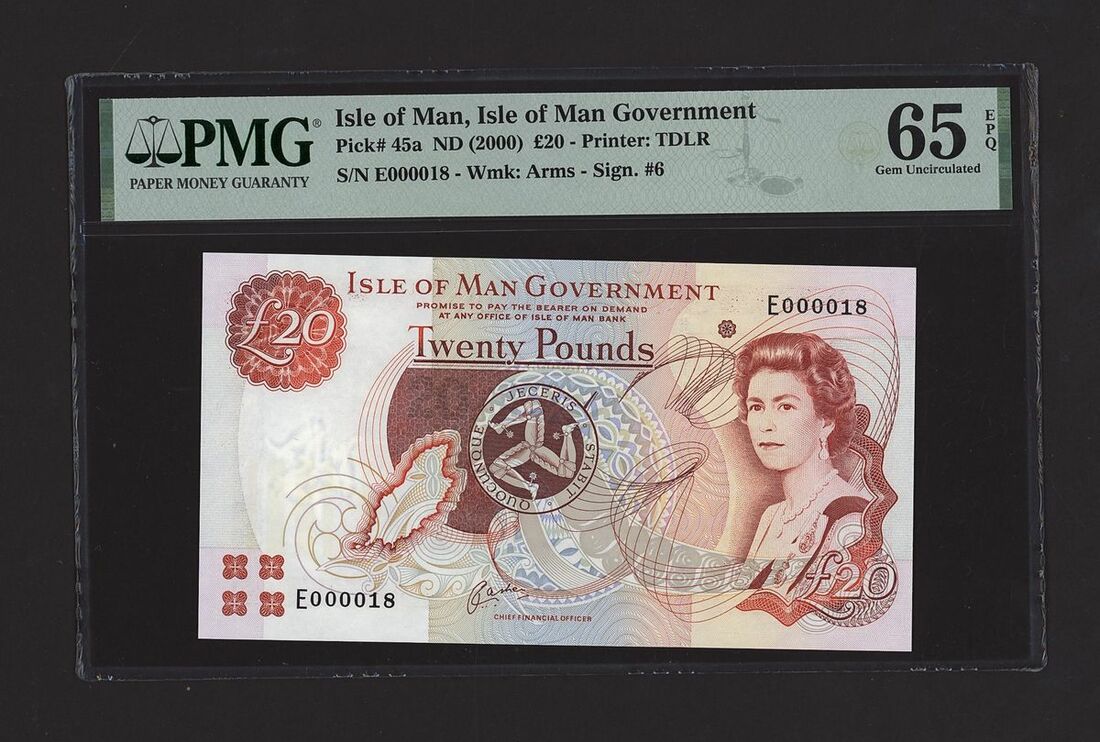 PMG®
PAPER MONEY GUARANTY
Isle of Man, Isle of Man Government
Pick# 45a ND (2000) £20 - Printer: TDLR
S/N E000018 - Wmk: Arms - Sign. #6
65
EPQ
Gem Uncirculated
£20
ISLE OF MAN GOVERNMENT
PROMISE TO PAY THE BEARER ON DEMAND
AT ANY OFFICE OF ISLE OF MAN BANK
Twenty Pounds
E000018
QUOCUNQUE JECERIS STABIT
E000018
CHIEF FINANCIAL OFFICER
£20